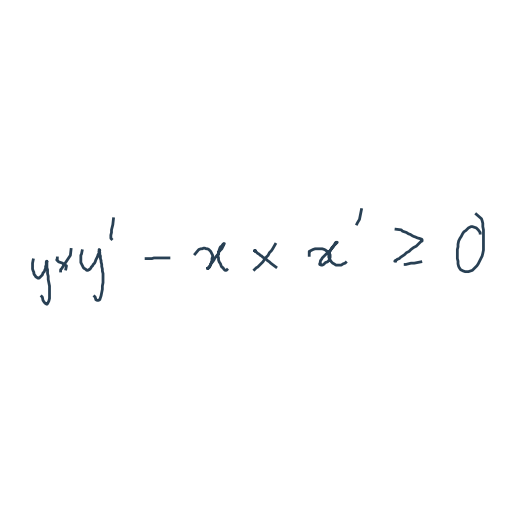 y × y' - x × x' ≥ 0